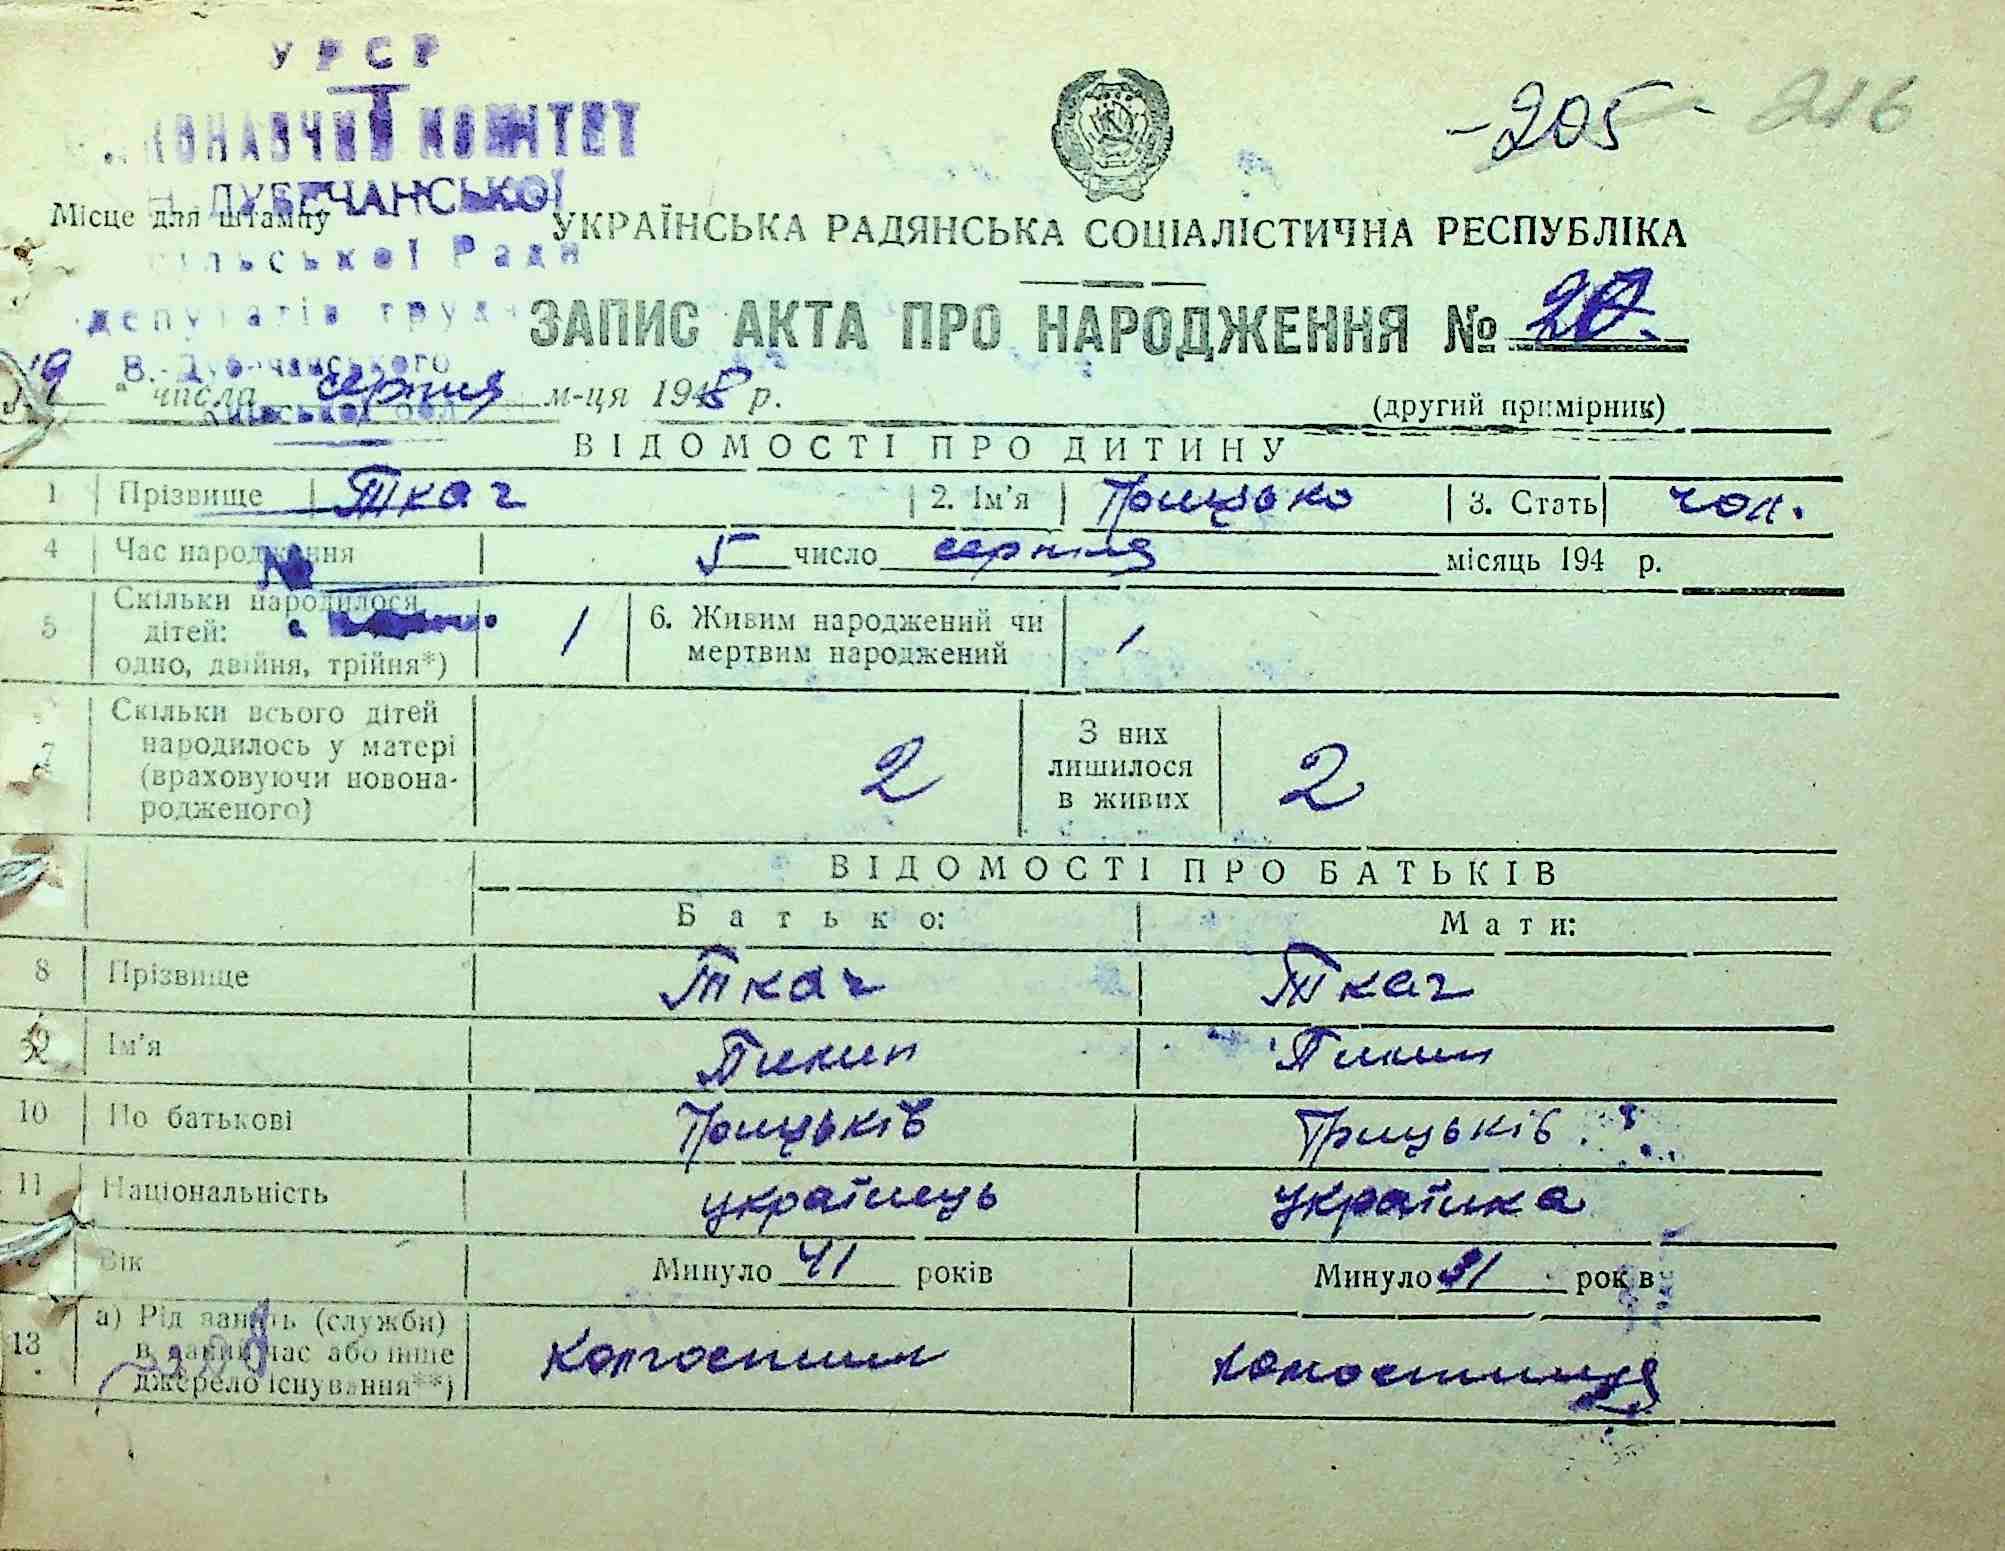 УРСР
КОНАВЧИЙ КОМІТЕТ
ДУБЕЧАНСЬКОЇ
сільської Ради
депутатів труд
В.-Дубечанського
Київської обл
-205- 216
Місце для штампу
УКРАЇНСЬКА РАДЯНСЬКА СОЦІАЛІСТИЧНА РЕСПУБЛІКА
ЗАПИС АКТА ПРО НАРОДЖЕННЯ №
19 " числа серпня м-ця 1948 р.
(другий примірник)
ВІДОМОСТІ ПРО ДИТИНУ
1 Прізвище Ткач 2. Ім'я Грицько 3. Стать чол.
4 Час народження 5 число серпня місяць 194 р.
5 Скільки народилося дітей: одно, двійня, трійня*) 1 6. Живим народжений чи мертвим народжений 1
7 Скільки всього дітей народилось у матері (враховуючи новонародженого) 2 З них лишилося в живих 2
ВІДОМОСТІ ПРО БАТЬКІВ
Батько: Мати:
8 Прізвище Ткач Ткач
9 Ім'я
10 По батькові Грицьків Грицьків
11 Національність українець українка
12 Вік Минуло 41 років Минуло 31 років
13 а) Рід занять (служби) в даний час або інше джерело існування**) Колгоспник